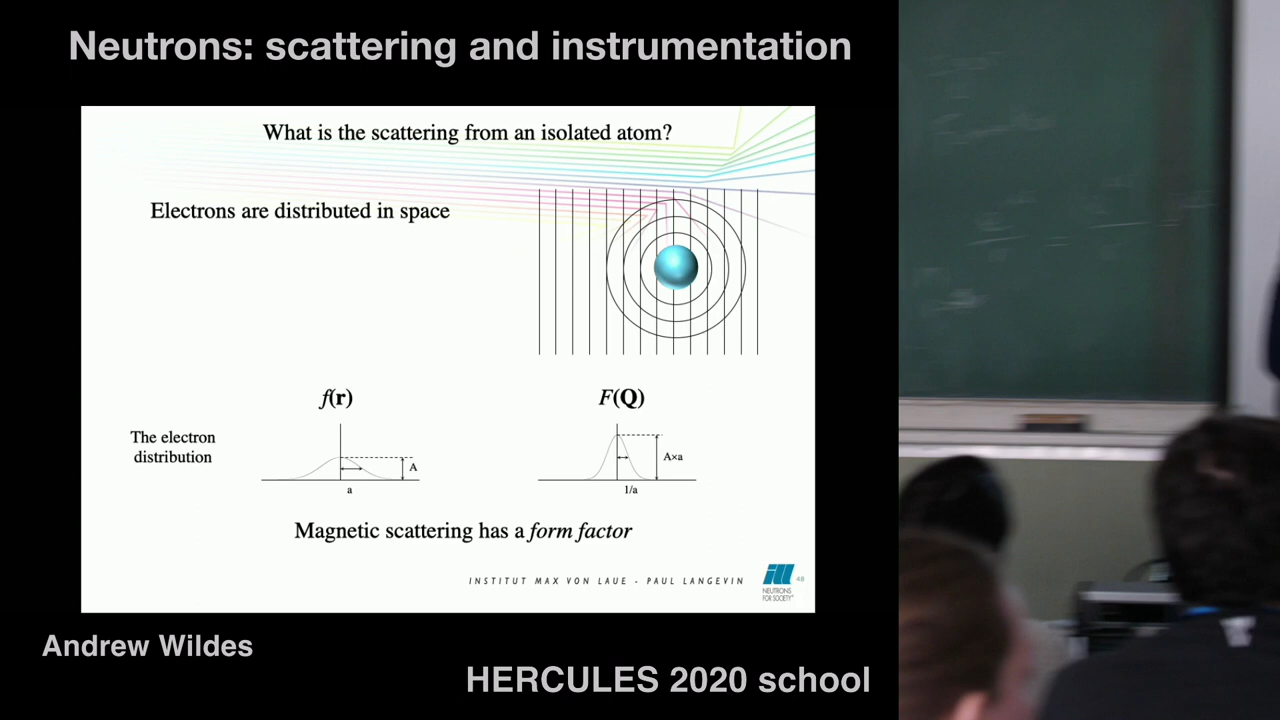 Neutrons: scattering and instrumentation
What is the scattering from an isolated atom?
Electrons are distributed in space
f(r)
F(Q)
The electron
distribution
A
a
A×a
1/a
Magnetic scattering has a form factor
INSTITUT MAX VON LAUE - PAUL LANGEVIN
ill
NEUTRONS
FOR SOCIETY
48
Andrew Wildes
HERCULES 2020 school